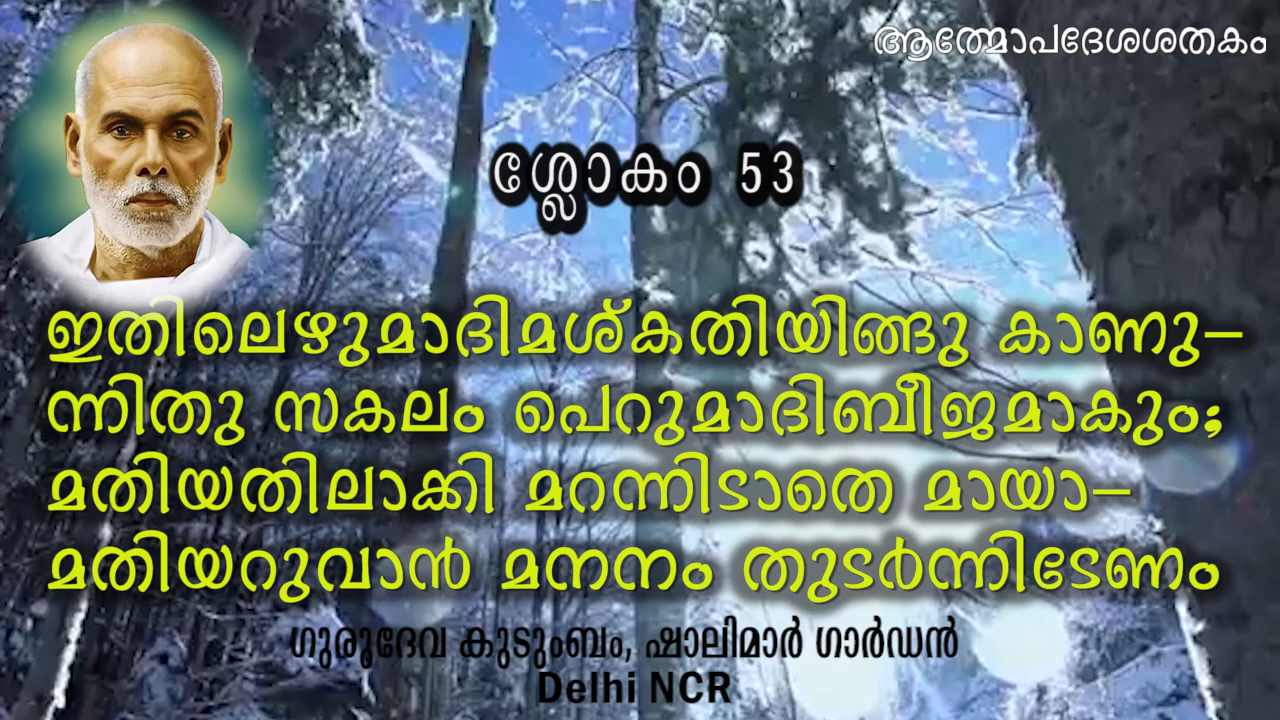 ആത്മോപദേശശതകം
ശ്ലോകം 53
ഇതിലെഴുമാദിമശ്കതിയിങ്ങു കാണു–
ന്നിതു സകലം പെറുമാദിബീജമാകും;
മതിയതിലാക്കി മറന്നിടാതെ മായാ–
മതിയറുവാൻ മനനം തുടർന്നിടേണം
ഗുരുദേവ കുടുംബം, ഷാലിമാർ ഗാർഡൻ
Delhi NCR